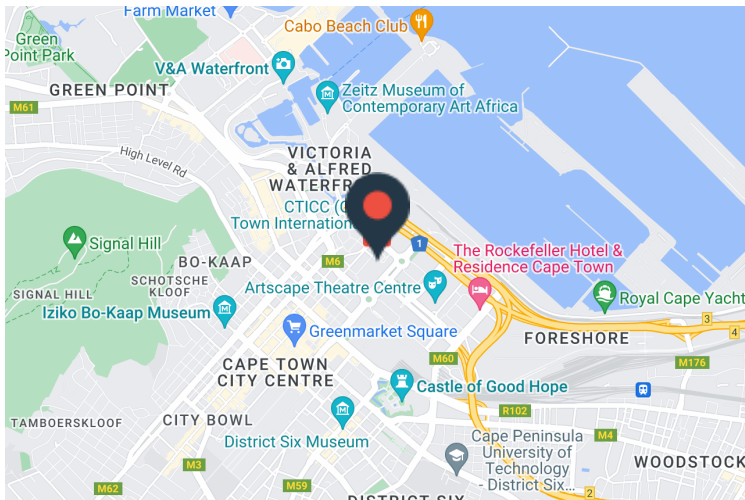 Farm Market
Cabo Beach Club
Green
Point Park
V&A Waterfront
GREEN POINT
Zeitz Museum of
Contemporary Art Africa
M61
High Level Rd
VICTORIA
& ALFRED
WATERFR
CTICC (
Town Internation
1
Signal Hill
BO-KAAP
M6
The Rockefeller Hotel &
Residence Cape Town
SCHOTSCHE
KLOOF
SIGNAL HILL
Artscape Theatre Centre
Royal Cape Yacht
Iziko Bo-Kaap Museum
3
Greenmarket Square
4
FORESHORE
CAPE TOWN
CITY CENTRE
M60
M176
Castle of Good Hope
R102
TAMBOERSKLOOF
CITY BOWL
District Six Museum
M4
Cape Peninsula
University of
Technology
- District Six...
WOODSTOCK
M3
M62
M59
2
DISTRICT SIX